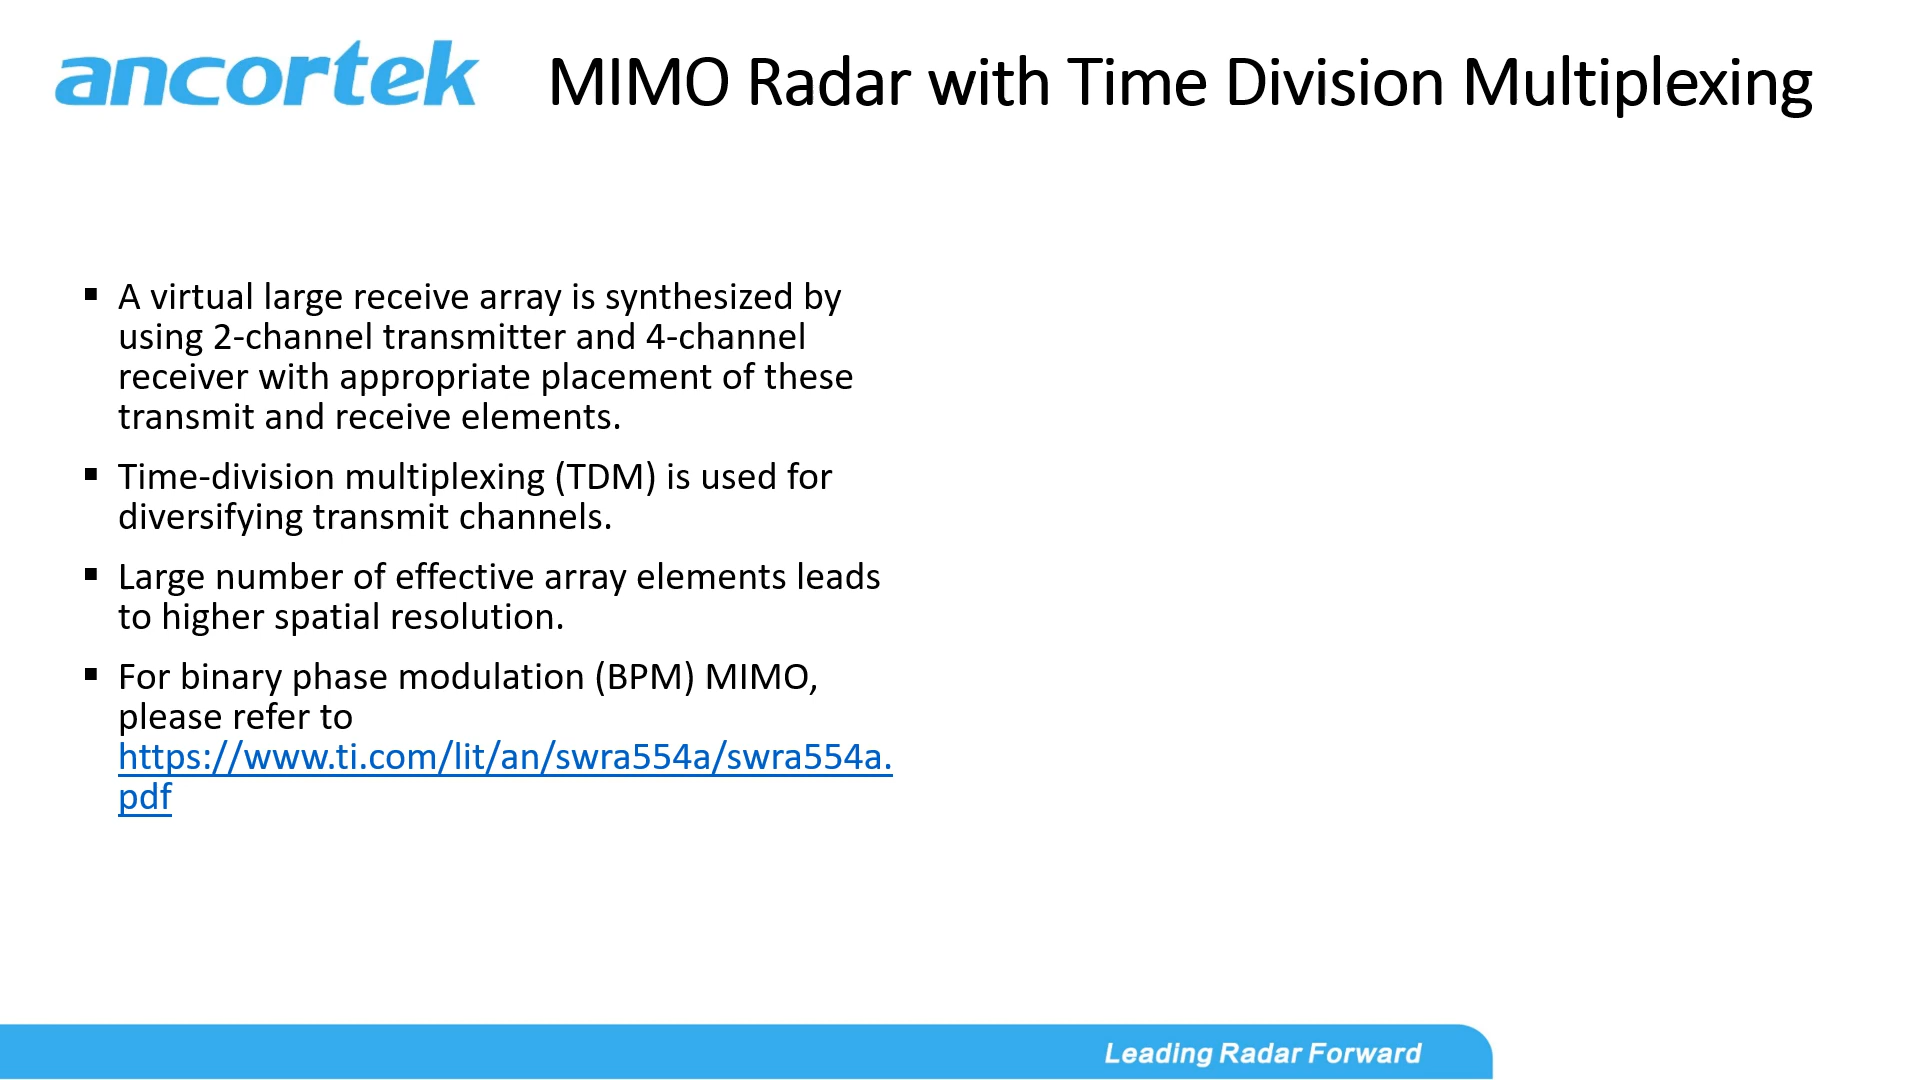 ancortek
MIMO Radar with Time Division Multiplexing
▪ A virtual large receive array is synthesized by
using 2-channel transmitter and 4-channel
receiver with appropriate placement of these
transmit and receive elements.
▪ Time-division multiplexing (TDM) is used for
diversifying transmit channels.
▪ Large number of effective array elements leads
to higher spatial resolution.
▪ For binary phase modulation (BPM) MIMO,
please refer to
https://www.ti.com/lit/an/swra554a/swra554a.
pdf
Leading Radar Forward